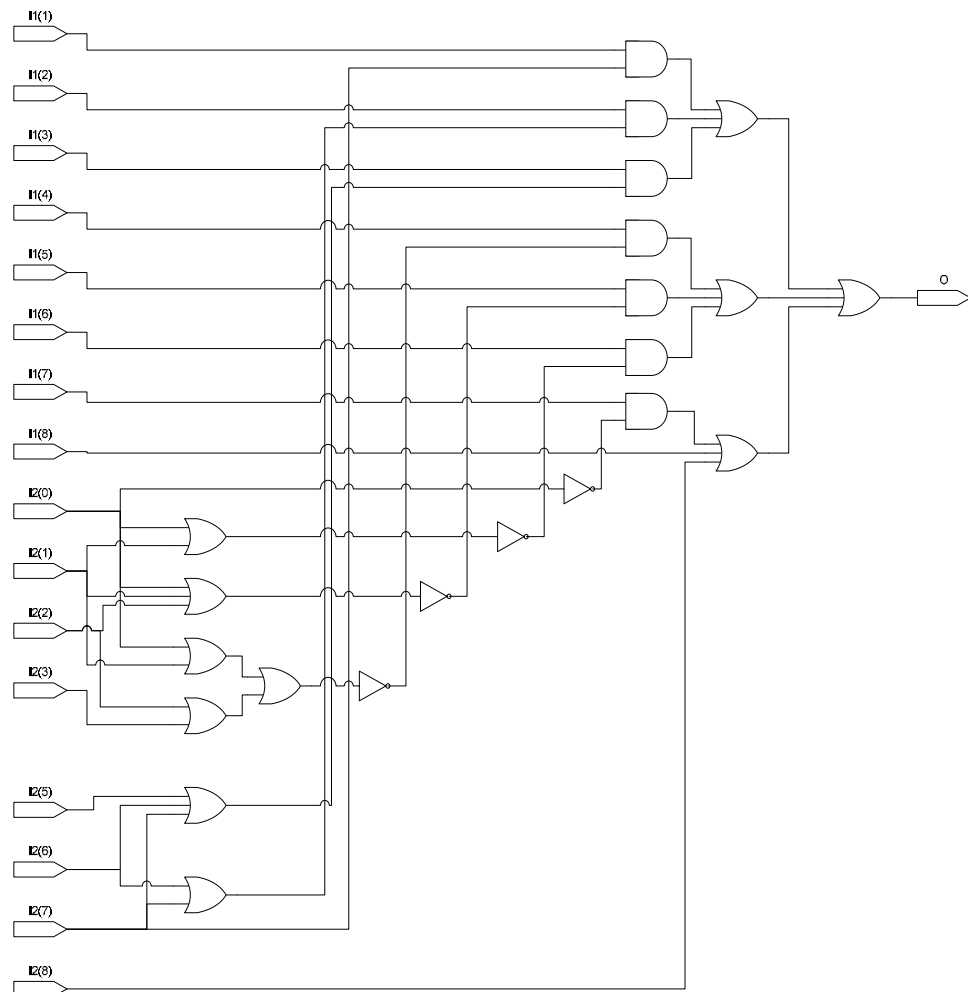 I1(1)
I1(2)
I1(3)
I1(4)
I1(5)
I1(6)
I1(7)
I1(8)
I2(0)
I2(1)
I2(2)
I2(3)
I2(5)
I2(6)
I2(7)
I2(8)
O